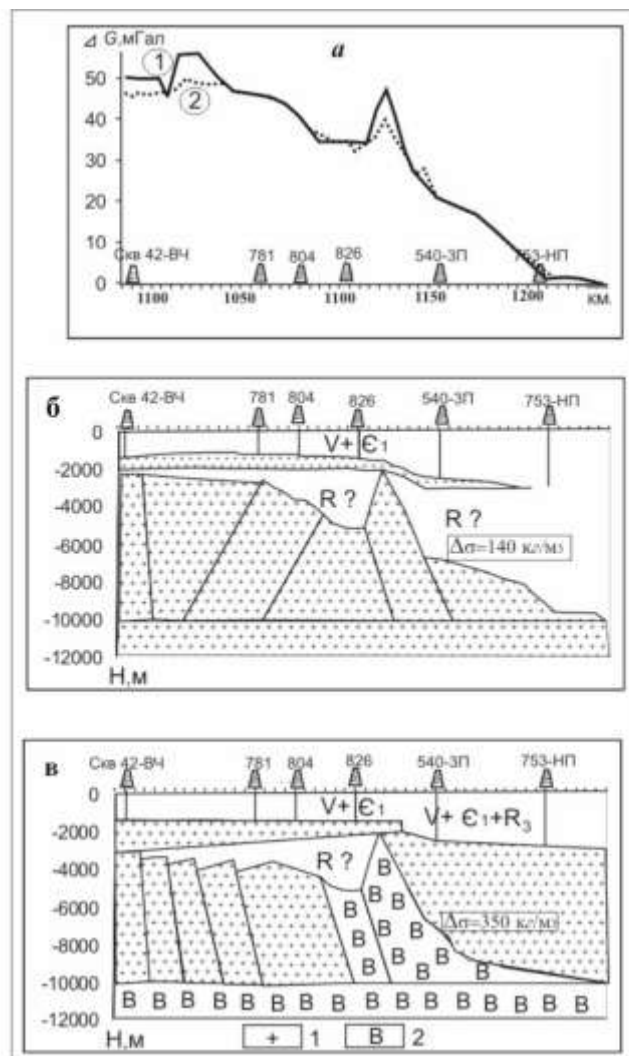 Δ G,мГал
а
1
2
50
40
30
20
10
0
Скв 42-ВЧ 781 804 826 540-ЗП 753-НП
1100 1050 1100 1150 1200 км.
б
Скв 42-ВЧ 781 804 826 540-ЗП 753-НП
0
V+ Є1
-2000
R ?
-4000
R ?
-6000
Δσ=140 кг/м3
-8000
-10000
-12000
Н,м
в
Скв 42-ВЧ 781 804 826 540-ЗП 753-НП
0
V+ Є1
V+ Є1+R3
-2000
R ?
-4000
B
B B
-6000
B B B
B B
Δσ=350 кг/м3
-8000
B B B
B B B B
-10000
B B B B B B B B B B B B B B
-12000
Н,м
+ 1 B 2